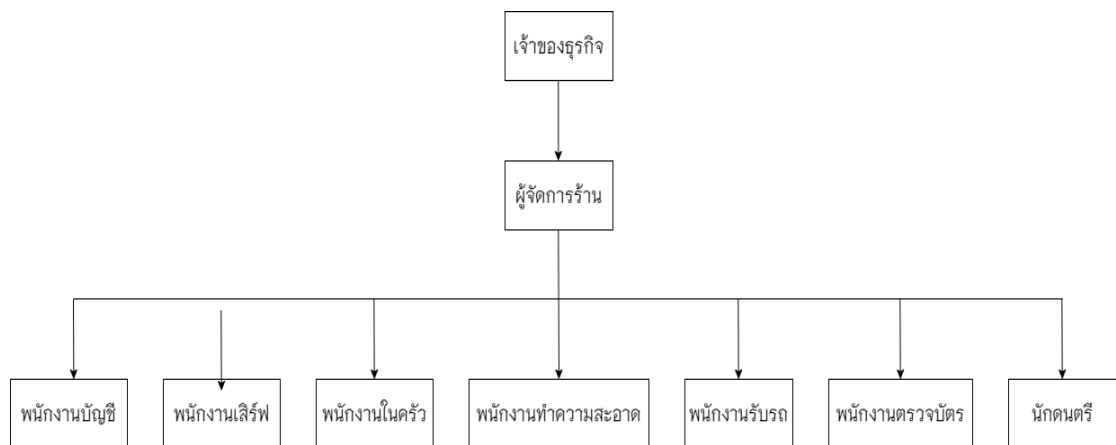 เจ้าของธุรกิจ
ผู้จัดการร้าน
พนักงานบัญชี
พนักงานเสิร์ฟ
พนักงานในครัว
พนักงานทำความสะอาด
พนักงานรับรถ
พนักงานตรวจบัตร
นักดนตรี